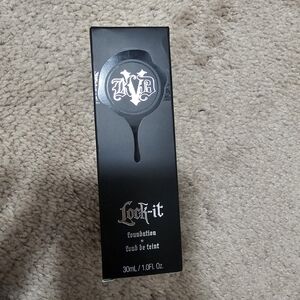 KVD
Lock-it
foundation
fond de teint
30mL / 1.0Fl. Oz.